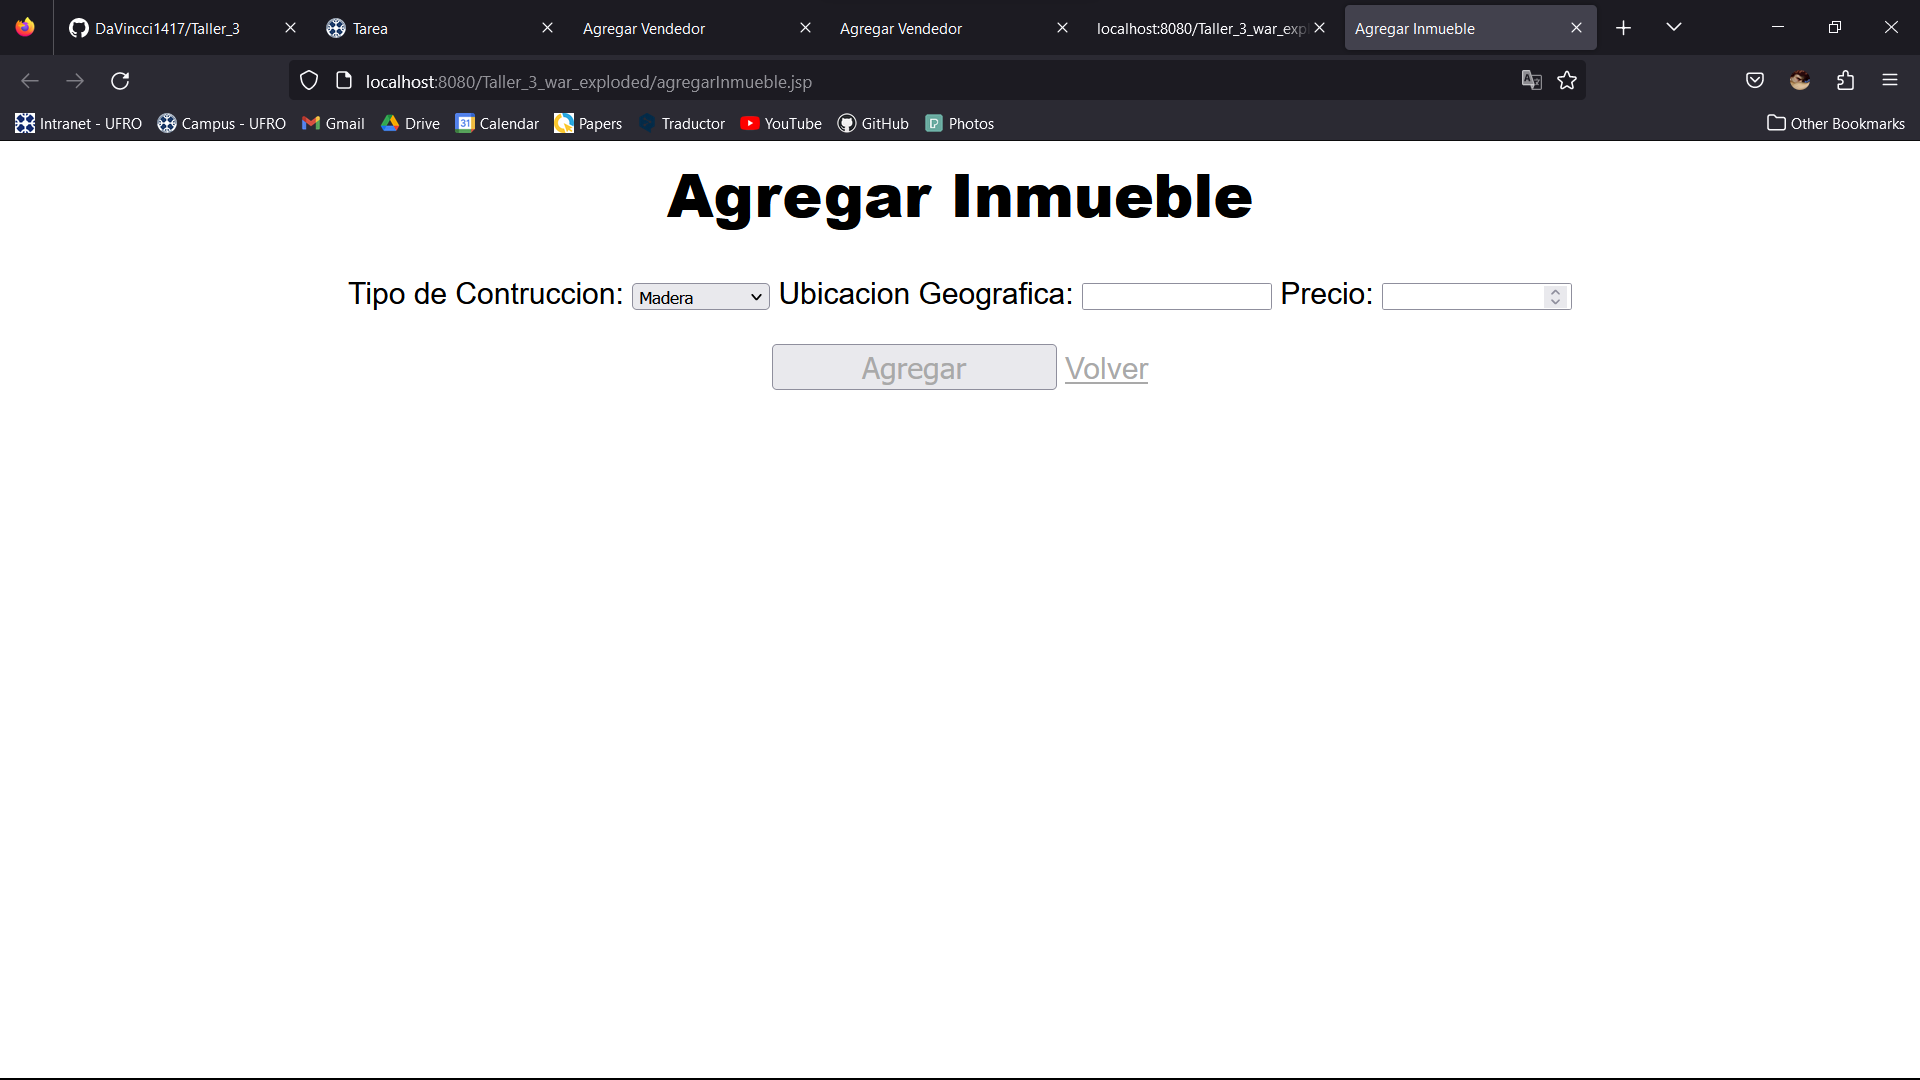 DaVincci1417/Taller_3
Tarea
Agregar Vendedor
Agregar Vendedor
localhost:8080/Taller_3_war_exp
Agregar Inmueble
localhost:8080/Taller_3_war_exploded/agregarInmueble.jsp
Intranet - UFRO
Campus - UFRO
Gmail
Drive
31 Calendar
Papers
Traductor
YouTube
GitHub
Photos
Other Bookmarks
Agregar Inmueble
Tipo de Contruccion: Madera Ubicacion Geografica: Precio:
Agregar Volver